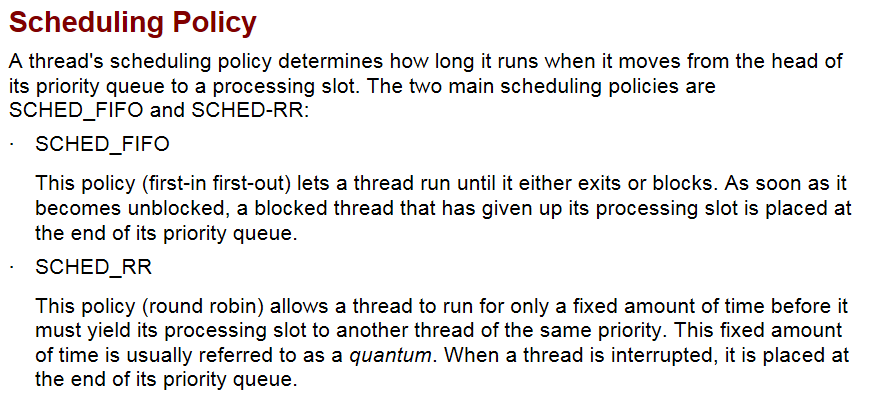 Scheduling Policy
A thread's scheduling policy determines how long it runs when it moves from the head of
its priority queue to a processing slot. The two main scheduling policies are
SCHED_FIFO and SCHED-RR:
· SCHED_FIFO
This policy (first-in first-out) lets a thread run until it either exits or blocks. As soon as it
becomes unblocked, a blocked thread that has given up its processing slot is placed at
the end of its priority queue.
· SCHED_RR
This policy (round robin) allows a thread to run for only a fixed amount of time before it
must yield its processing slot to another thread of the same priority. This fixed amount
of time is usually referred to as a quantum. When a thread is interrupted, it is placed at
the end of its priority queue.